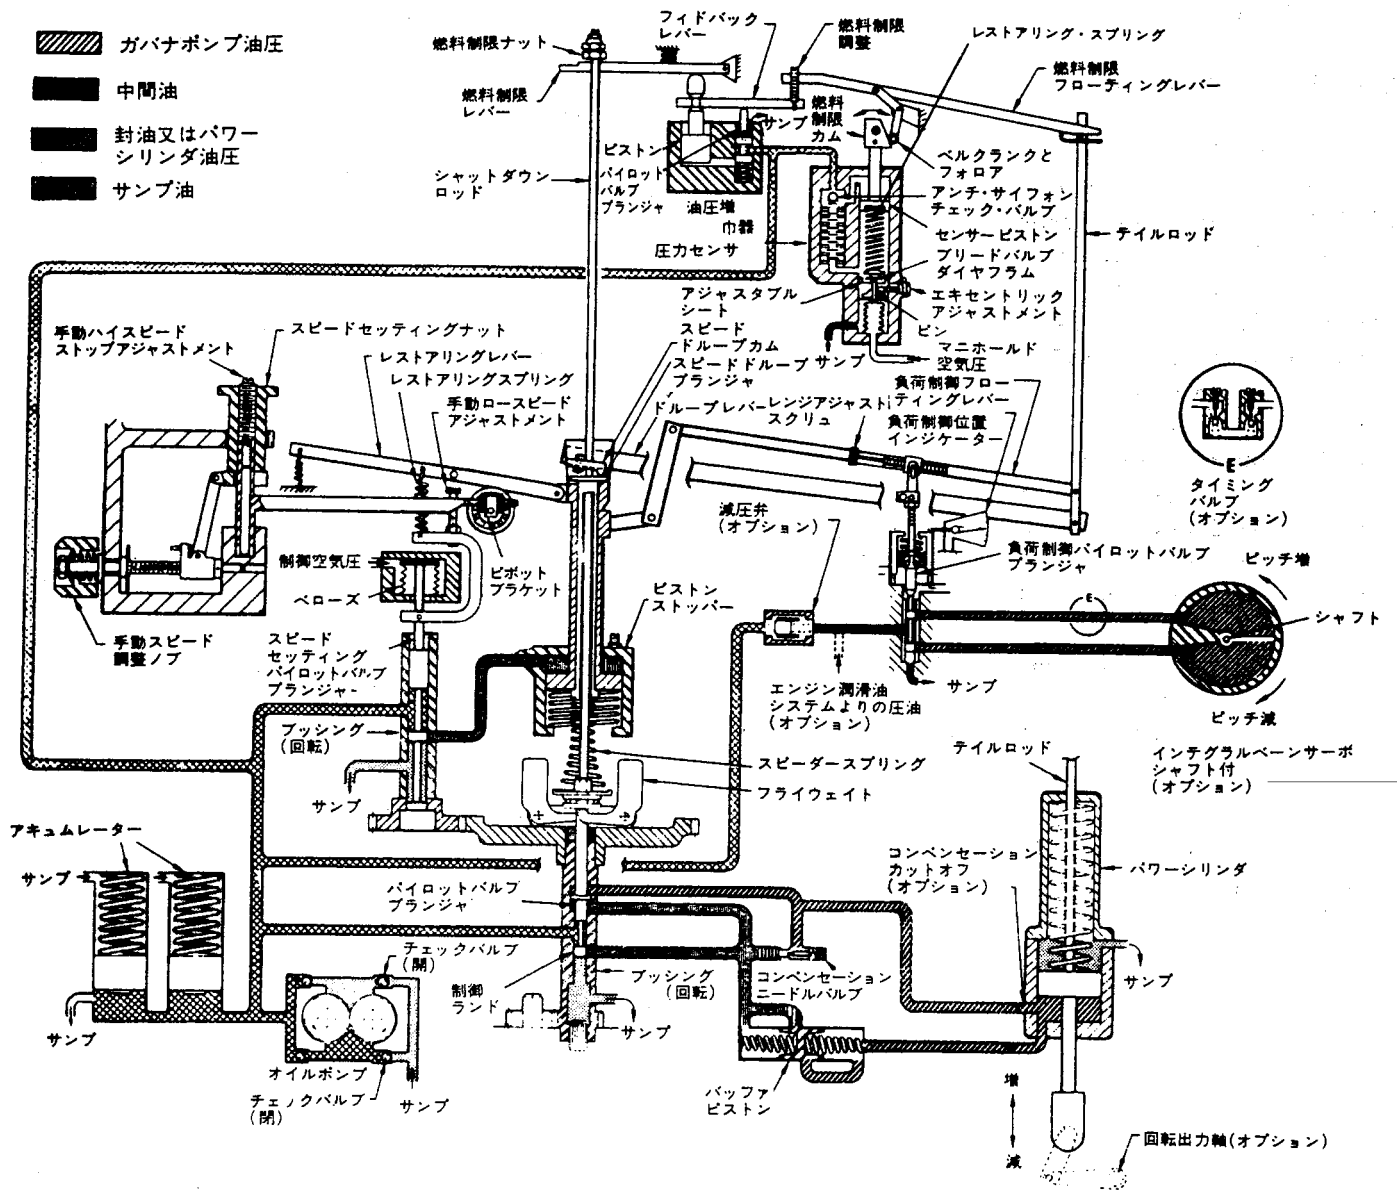 ガバナポンプ油圧
中間油
封油又はパワー
シリンダ油圧
サンプ油
燃料制限ナット
燃料制限
レバー
シャットダウン
ロッド
フィドバック
レバー
燃料制限
調整
レストアリング・スプリング
燃料制限
フローティングレバー
サンプ
燃料
制限
カム
ピストン
パイロット
バルブ
プランジャ
油圧増
巾器
圧力センサ
ベルクランクと
フォロア
アンチ・サイフォン
チェック・バルブ
センサーピストン
ブリードバルブ
ダイヤフラム
エキセントリック
アジャストメント
ピン
テイルロッド
アジャスタブル
シート
サンプ
マニホールド
空気圧
スピード
ドループカム
スピードドループ
プランジャ
ドループレバー
レンジアジャスト
スクリュ
負荷制御フロー
ティングレバー
負荷制御位置
インジケーター
手動ハイスピード
ストップアジャストメント
スピードセッティングナット
レストアリングレバー
レストアリングスプリング
手動ロースピード
アジャストメント
E
タイミング
バルブ
(オプション)
減圧弁
(オプション)
負荷制御パイロットバルブ
プランジャ
制御空気圧
ベローズ
ピボット
ブラケット
ピストン
ストッパー
手動スピード
調整ノブ
スピード
セッティング
パイロットバルブ
プランジャー
ブッシング
(回転)
サンプ
E
ピッチ増
シャフト
ピッチ減
サンプ
エンジン潤滑油
システムよりの圧油
(オプション)
インテグラルベーンサーボ
シャフト付
(オプション)
スピーダースプリング
フライウェイト
テイルロッド
アキュムレーター
サンプ
サンプ
コンペンセーション
カットオフ
(オプション)
パワーシリンダ
サンプ
パイロットバルブ
プランジャ
チェックバルブ
(開)
制御
ランド
ブッシング
(回転)
サンプ
コンペンセーション
ニードルバルブ
オイルポンプ
チェックバルブ
(閉)
サンプ
バッファ
ピストン
増
減
回転出力軸(オプション)